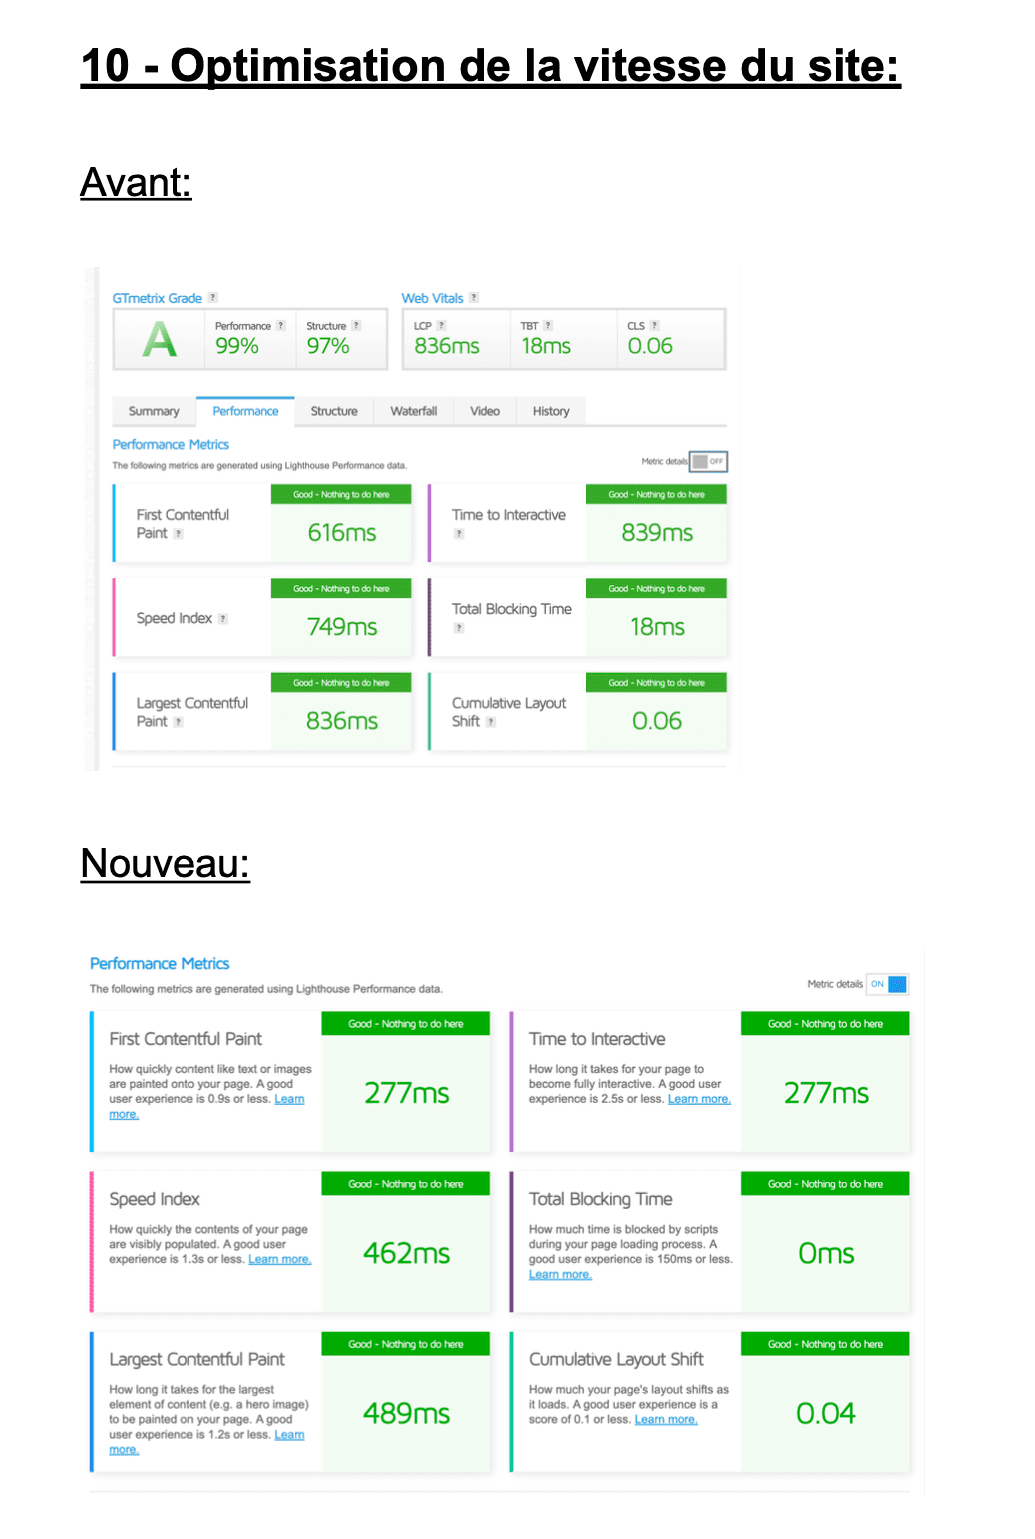 10 - Optimisation de la vitesse du site:
Avant:
GTmetrix Grade ?
Web Vitals ?
A
Performance ?
99%
Structure ?
97%
LCP ?
836ms
TBT ?
18ms
CLS ?
0.06
Summary Performance Structure Waterfall Video History
Performance Metrics
The following metrics are generated using Lighthouse Performance data.
Metric details OFF
First Contentful
Paint ?
Good - Nothing to do here
616ms
Time to Interactive
?
Good - Nothing to do here
839ms
Speed Index ?
Good - Nothing to do here
749ms
Total Blocking Time
?
Good - Nothing to do here
18ms
Largest Contentful
Paint ?
Good - Nothing to do here
836ms
Cumulative Layout
Shift ?
Good - Nothing to do here
0.06
Nouveau:
Performance Metrics
The following metrics are generated using Lighthouse Performance data.
Metric details ON
First Contentful Paint
How quickly content like text or images
are painted onto your page. A good
user experience is 0.9s or less. Learn
more.
Good - Nothing to do here
277ms
Time to Interactive
How long it takes for your page to
become fully interactive. A good user
experience is 2.5s or less. Learn more.
Good - Nothing to do here
277ms
Speed Index
How quickly the contents of your page
are visibly populated. A good user
experience is 1.3s or less. Learn more.
Good - Nothing to do here
462ms
Total Blocking Time
How much time is blocked by scripts
during your page loading process. A
good user experience is 150ms or less.
Learn more.
Good - Nothing to do here
0ms
Largest Contentful Paint
How long it takes for the largest
element of content (e.g. a hero image)
to be painted on your page. A good
user experience is 1.2s or less. Learn
more.
Good - Nothing to do here
489ms
Cumulative Layout Shift
How much your page's layout shifts as
it loads. A good user experience is a
score of 0.1 or less. Learn more.
Good - Nothing to do here
0.04